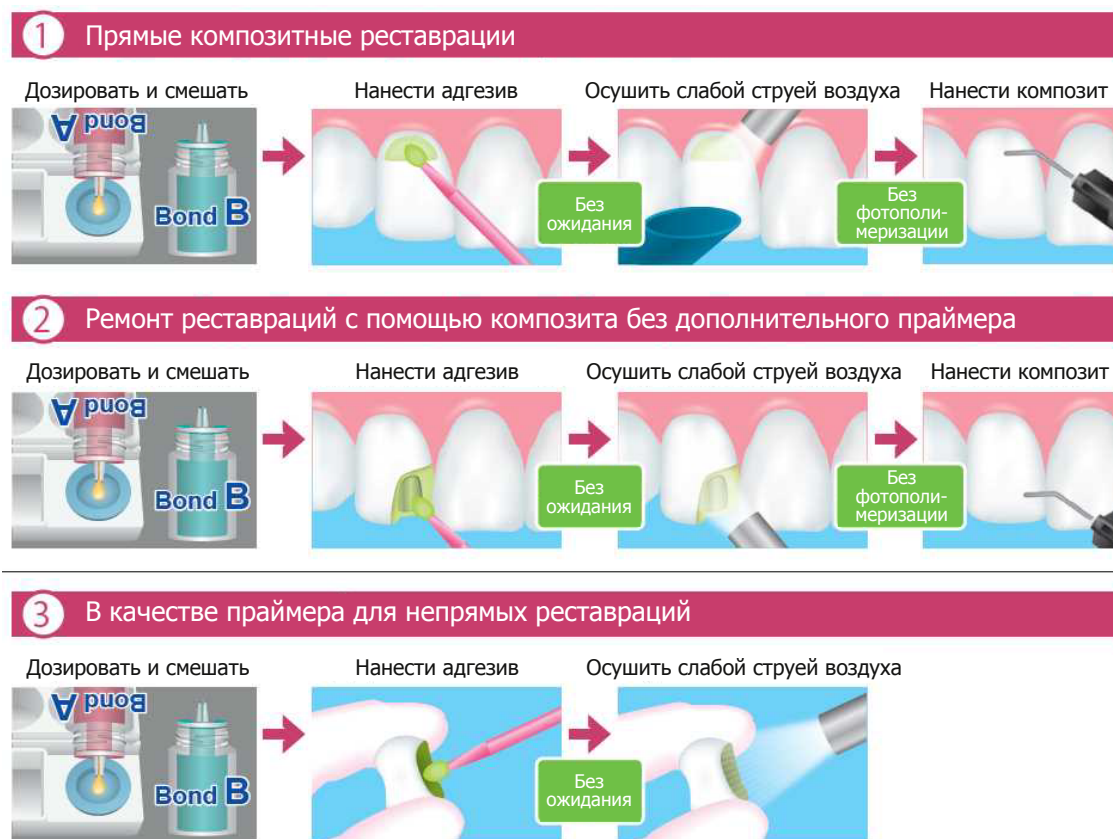 1 Прямые композитные реставрации
Дозировать и смешать Нанести адгезив Осушить слабой струей воздуха Нанести композит
Bond A
Bond B
Без
ожидания
Без
фотополи-
меризации
2 Ремонт реставраций с помощью композита без дополнительного праймера
Дозировать и смешать Нанести адгезив Осушить слабой струей воздуха Нанести композит
Bond A
Bond B
Без
ожидания
Без
фотополи-
меризации
3 В качестве праймера для непрямых реставраций
Дозировать и смешать Нанести адгезив Осушить слабой струей воздуха
Bond A
Bond B
Без
ожидания